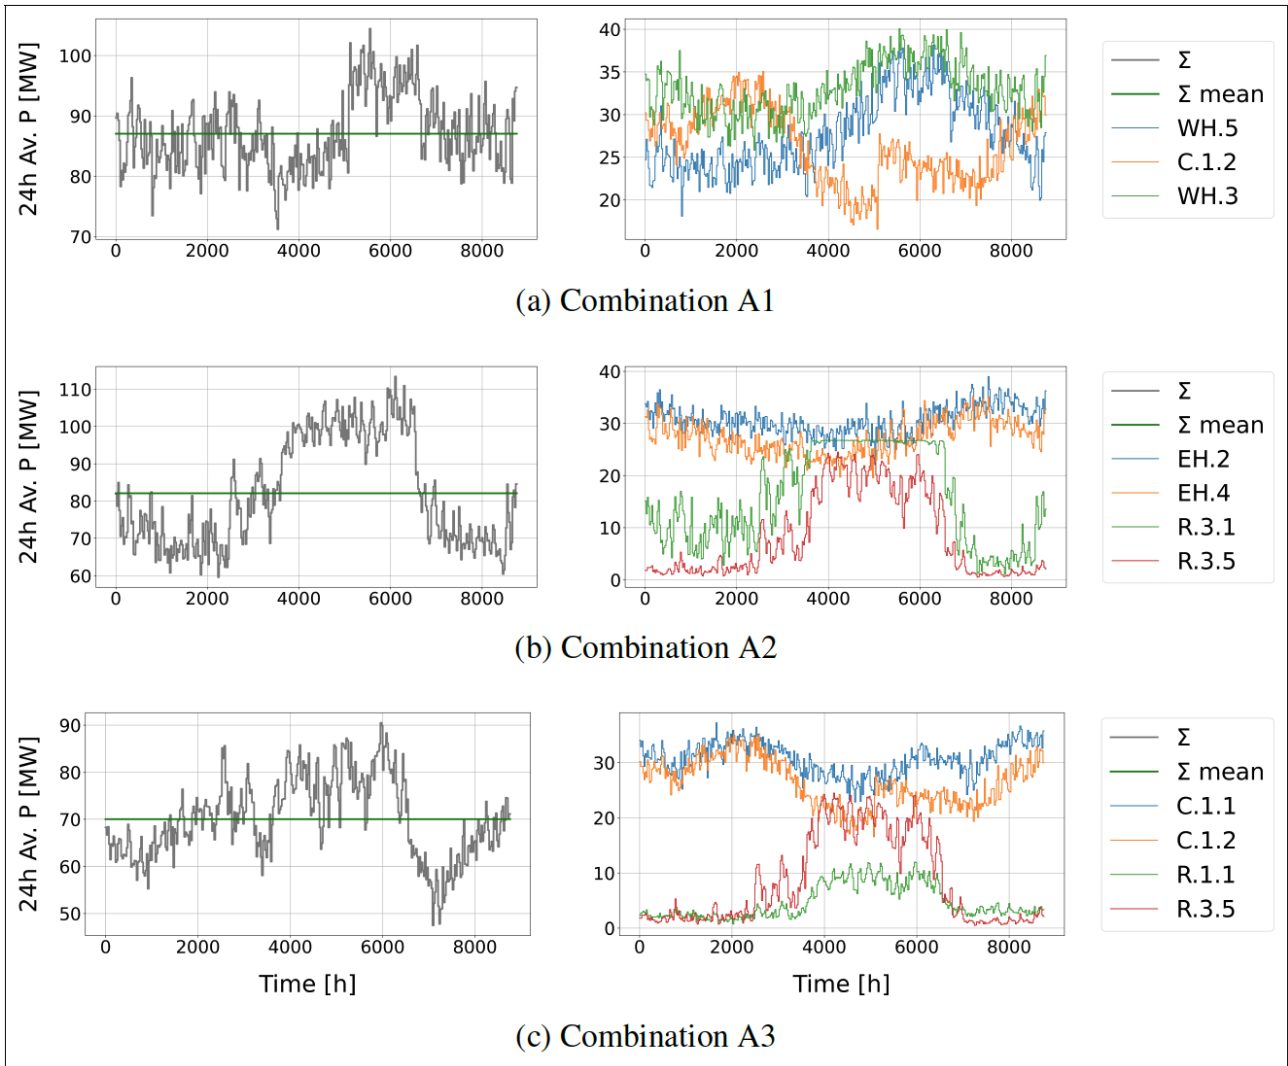 24h Av. P [MW]
100
90
80
70
0 2000 4000 6000 8000
40
35
30
25
20
0 2000 4000 6000 8000
Σ
Σ mean
WH.5
C.1.2
WH.3
(a) Combination A1
24h Av. P [MW]
110
100
90
80
70
60
0 2000 4000 6000 8000
40
30
20
10
0
0 2000 4000 6000 8000
Σ
Σ mean
EH.2
EH.4
R.3.1
R.3.5
(b) Combination A2
24h Av. P [MW]
90
80
70
60
50
0 2000 4000 6000 8000
Time [h]
30
20
10
0
0 2000 4000 6000 8000
Time [h]
Σ
Σ mean
C.1.1
C.1.2
R.1.1
R.3.5
(c) Combination A3